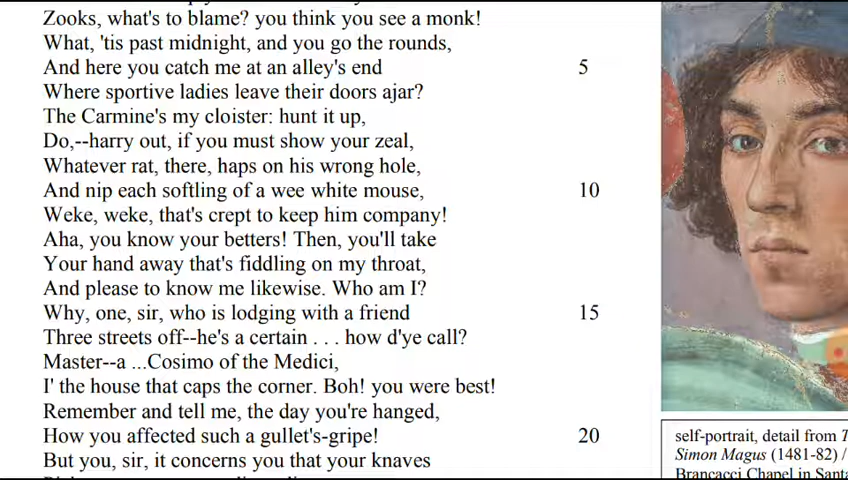 Zooks, what's to blame? you think you see a monk!
What, 'tis past midnight, and you go the rounds,
And here you catch me at an alley's end 5
Where sportive ladies leave their doors ajar?
The Carmine's my cloister: hunt it up,
Do,--harry out, if you must show your zeal,
Whatever rat, there, haps on his wrong hole,
And nip each softling of a wee white mouse, 10
Weke, weke, that's crept to keep him company!
Aha, you know your betters! Then, you'll take
Your hand away that's fiddling on my throat,
And please to know me likewise. Who am I?
Why, one, sir, who is lodging with a friend 15
Three streets off--he's a certain . . . how d'ye call?
Master--a ...Cosimo of the Medici,
I' the house that caps the corner. Boh! you were best!
Remember and tell me, the day you're hanged,
How you affected such a gullet's-gripe! 20
But you, sir, it concerns you that your knaves
self-portrait, detail from T
Simon Magus (1481-82) /
Brancacci Chapel in Santa